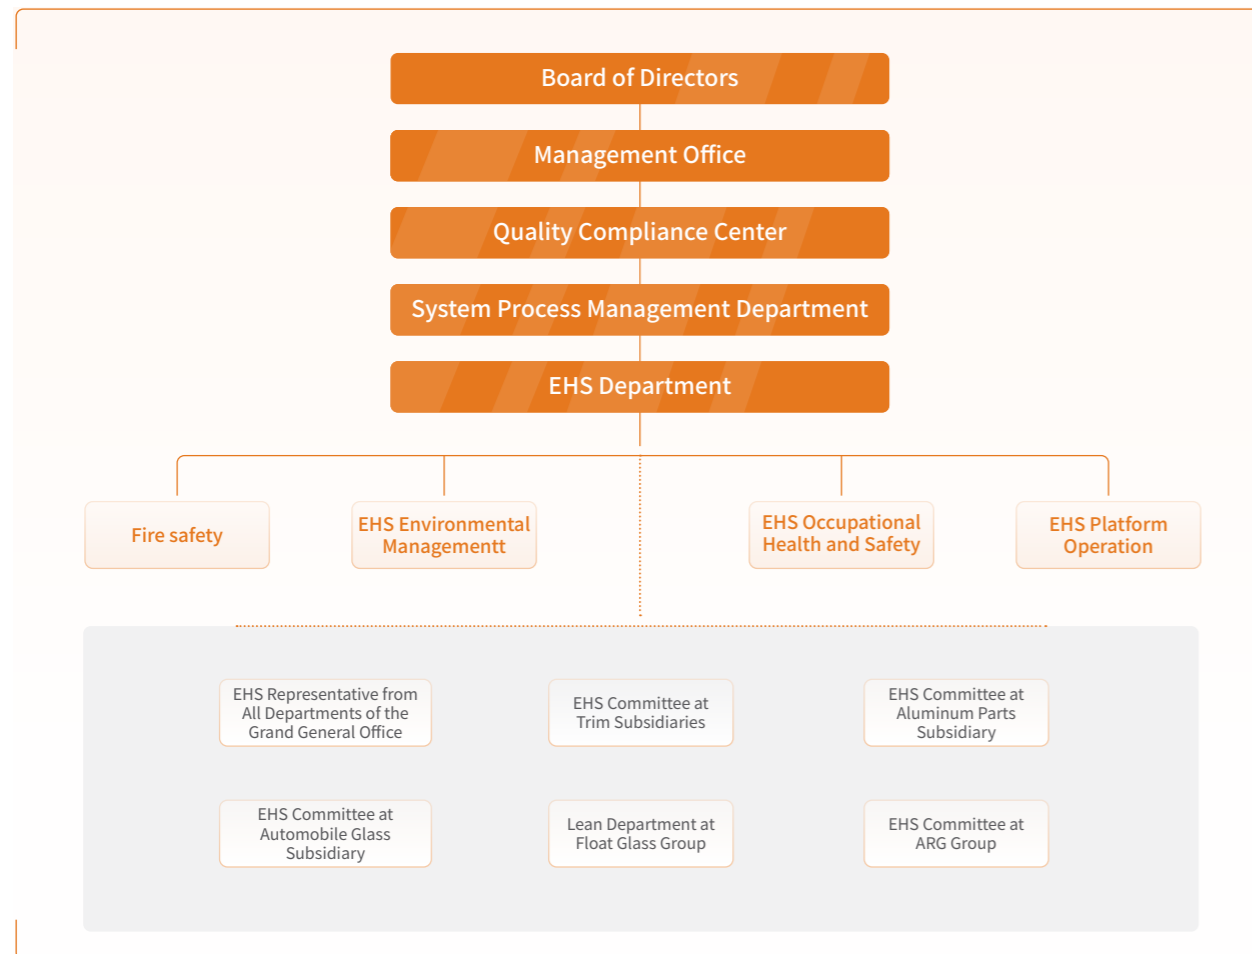 Board of Directors
Management Office
Quality Compliance Center
System Process Management Department
EHS Department
Fire safety
EHS Environmental
Managementt
EHS Occupational
Health and Safety
EHS Platform
Operation
EHS Representative from
All Departments of the
Grand General Office
EHS Committee at
Trim Subsidiaries
EHS Committee at
Aluminum Parts
Subsidiary
EHS Committee at
Automobile Glass
Subsidiary
Lean Department at
Float Glass Group
EHS Committee at
ARG Group